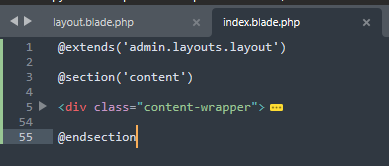 layout.blade.php × index.blade.php ×
1 @extends('admin.layouts.layout')
2
3 @section('content')
4
5 <div class="content-wrapper">
54
55 @endsection